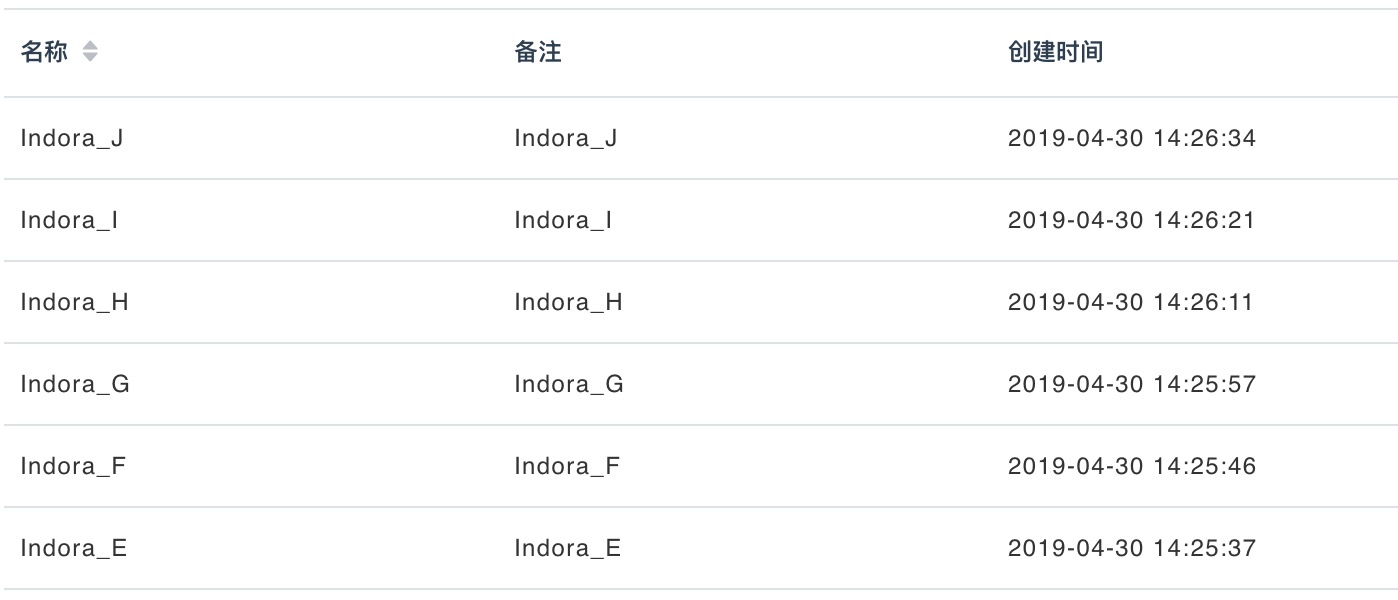 名称 备注 创建时间
Indora_J Indora_J 2019-04-30 14:26:34
Indora_I Indora_I 2019-04-30 14:26:21
Indora_H Indora_H 2019-04-30 14:26:11
Indora_G Indora_G 2019-04-30 14:25:57
Indora_F Indora_F 2019-04-30 14:25:46
Indora_E Indora_E 2019-04-30 14:25:37